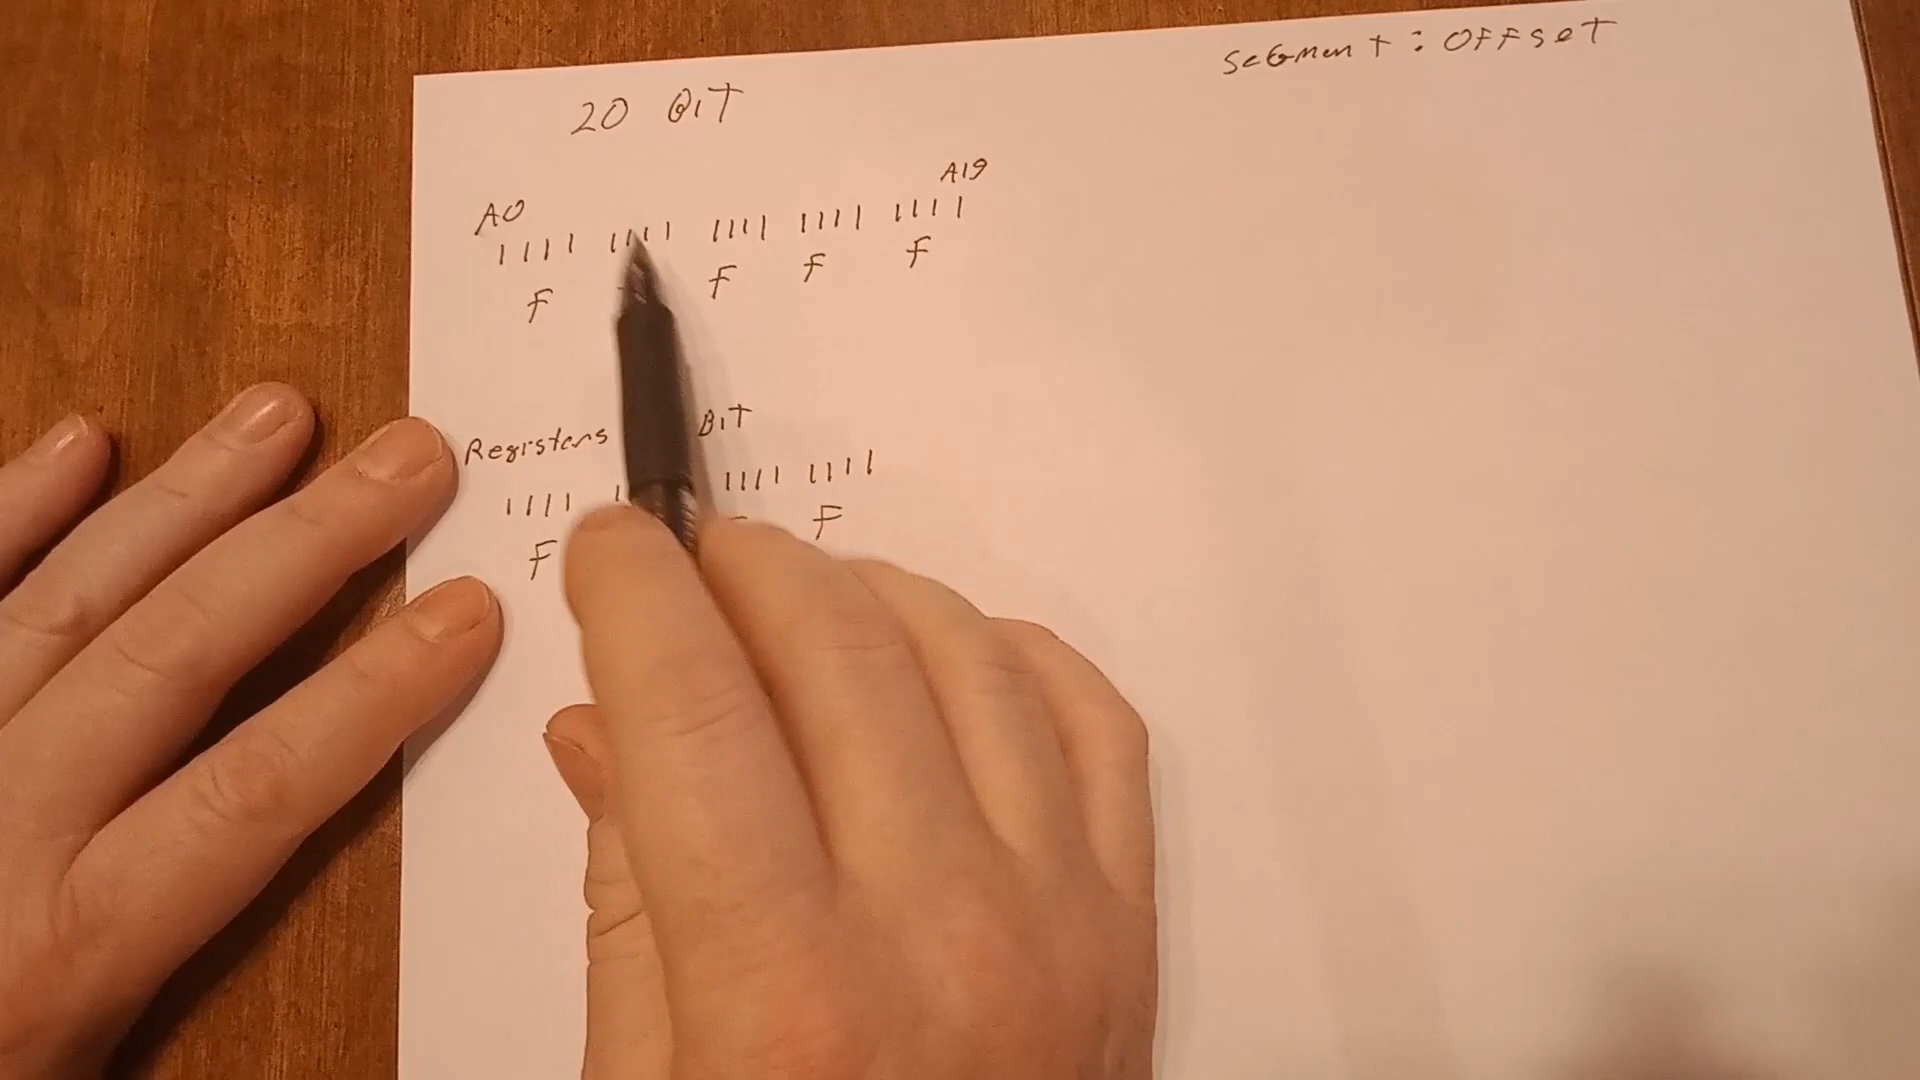 Segment : OFFset
20 BIT
A0 A19
1111 1111 1111 1111 1111
F F F F
Registers BIT
1111 1111 1111
F F